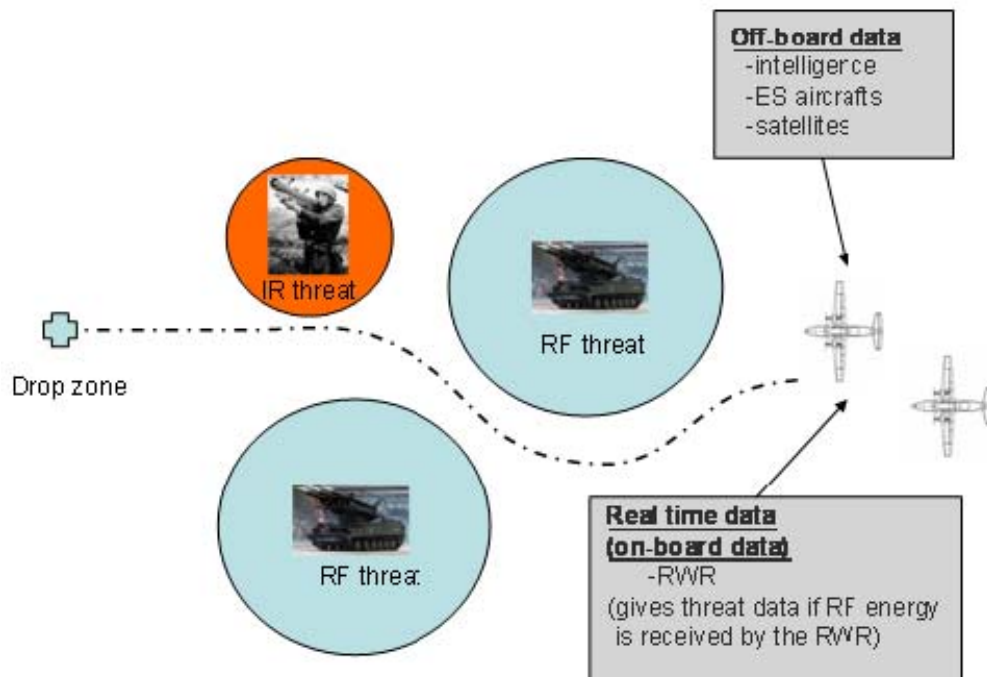 Off-board data
-intelligence
-ES aircrafts
-satellites
IR threat
RF threat
Drop zone
RF threat
Real time data
(on-board data)
-RWR
(gives threat data if RF energy
is received by the RWR)